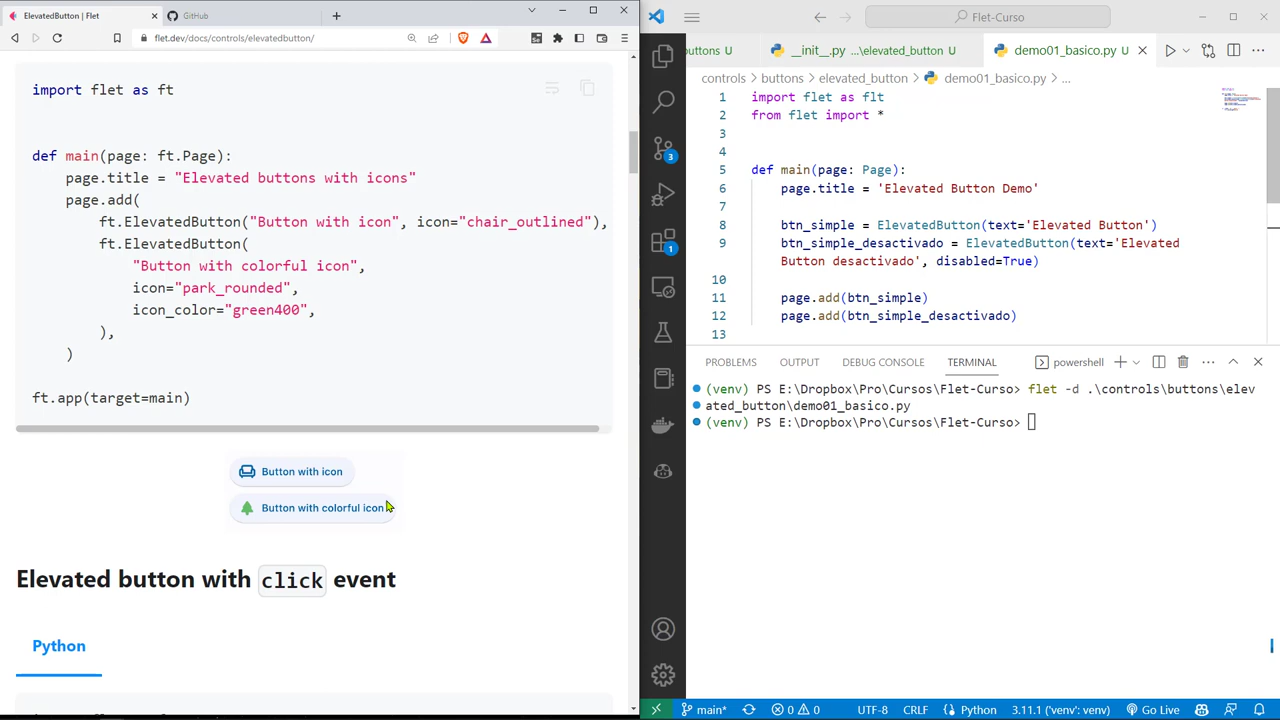 ElevatedButton | Flet
GitHub
flet.dev/docs/controls/elevatedbutton/
import flet as ft
def main(page: ft.Page):
page.title = "Elevated buttons with icons"
page.add(
ft.ElevatedButton("Button with icon", icon="chair_outlined"),
ft.ElevatedButton(
"Button with colorful icon",
icon="park_rounded",
icon_color="green400",
),
)
ft.app(target=main)
Button with icon
Button with colorful icon
Elevated button with click event
Python
Flet-Curso
buttons U
__init__.py ...\elevated_button U
demo01_basico.py U
controls > buttons > elevated_button > demo01_basico.py > ...
1 import flet as flt
2 from flet import *
3
4
5 def main(page: Page):
6 page.title = 'Elevated Button Demo'
7
8 btn_simple = ElevatedButton(text='Elevated Button')
9 btn_simple_desactivado = ElevatedButton(text='Elevated
Button desactivado', disabled=True)
10
11 page.add(btn_simple)
12 page.add(btn_simple_desactivado)
13
3
1
PROBLEMS OUTPUT DEBUG CONSOLE TERMINAL powershell
(venv) PS E:\Dropbox\Pro\Cursos\Flet-Curso> flet -d .\controls\buttons\elev
ated_button\demo01_basico.py
(venv) PS E:\Dropbox\Pro\Cursos\Flet-Curso>
main* 0 0 UTF-8 CRLF Python 3.11.1 ('venv': venv) Go Live